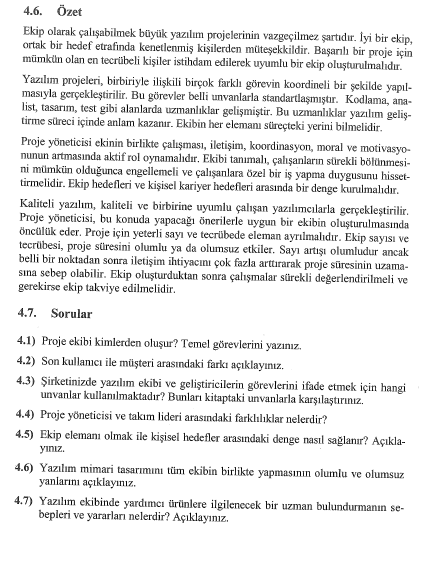 4.6. Özet
Ekip olarak çalışabilmek büyük yazılım projelerinin vazgeçilmez şartıdır. İyi bir ekip,
ortak bir hedef etrafında kenetlenmiş kişilerden müteşekkildir. Başarılı bir proje için
mümkün olan en tecrübeli kişiler istihdam edilerek uyumlu bir ekip oluşturulmalıdır.
Yazılım projeleri, birbiriyle ilişkili birçok farklı görevin koordineli bir şekilde yapıl-
masıyla gerçekleştirilir. Bu görevler belli unvanlarla standartlaşmıştır. Kodlama, ana-
list, tasarım, test gibi alanlarda uzmanlıklar gelişmiştir. Bu uzmanlıklar yazılım geliş-
tirme süreci içinde anlam kazanır. Ekibin her elemanı süreçteki yerini bilmelidir.
Proje yöneticisi ekinin birlikte çalışması, iletişim, koordinasyon, moral ve motivasyo-
nunun artmasında aktif rol oynamalıdır. Ekibi tanımalı, çalışanların sürekli bölünmesi-
ni mümkün olduğunca engellemeli ve çalışanlara özel bir iş yapma duygusunu hisset-
tirmelidir. Ekip hedefleri ve kişisel kariyer hedefleri arasında bir denge kurulmalıdır.
Kaliteli yazılım, kaliteli ve birbirine uyumlu çalışan yazılımcılarla gerçekleştirilir.
Proje yöneticisi, bu konuda yapacağı önerilerle uygun bir ekibin oluşturulmasında
öncülük eder. Proje için yeterli sayı ve tecrübede eleman ayrılmalıdır. Ekip sayısı ve
tecrübesi, proje süresini olumlu ya da olumsuz etkiler. Sayı artışı olumludur ancak
belli bir noktadan sonra iletişim ihtiyacını çok fazla arttırarak proje süresinin uzama-
sına sebep olabilir. Ekip oluşturduktan sonra çalışmalar sürekli değerlendirilmeli ve
gerekirse ekip takviye edilmelidir.
4.7. Sorular
4.1) Proje ekibi kimlerden oluşur? Temel görevlerini yazınız.
4.2) Son kullanıcı ile müşteri arasındaki farkı açıklayınız.
4.3) Şirketinizde yazılım ekibi ve geliştiricilerin görevlerini ifade etmek için hangi
unvanlar kullanılmaktadır? Bunları kitaptaki unvanlarla karşılaştırınız.
4.4) Proje yöneticisi ve takım lideri arasındaki farklılıklar nelerdir?
4.5) Ekip elemanı olmak ile kişisel hedefler arasındaki denge nasıl sağlanır? Açıkla-
yınız.
4.6) Yazılım mimari tasarımını tüm ekibin birlikte yapmasının olumlu ve olumsuz
yanlarını açıklayınız.
4.7) Yazılım ekibinde yardımcı ürünlere ilgilenecek bir uzman bulundurmanın se-
bepleri ve yararları nelerdir? Açıklayınız.